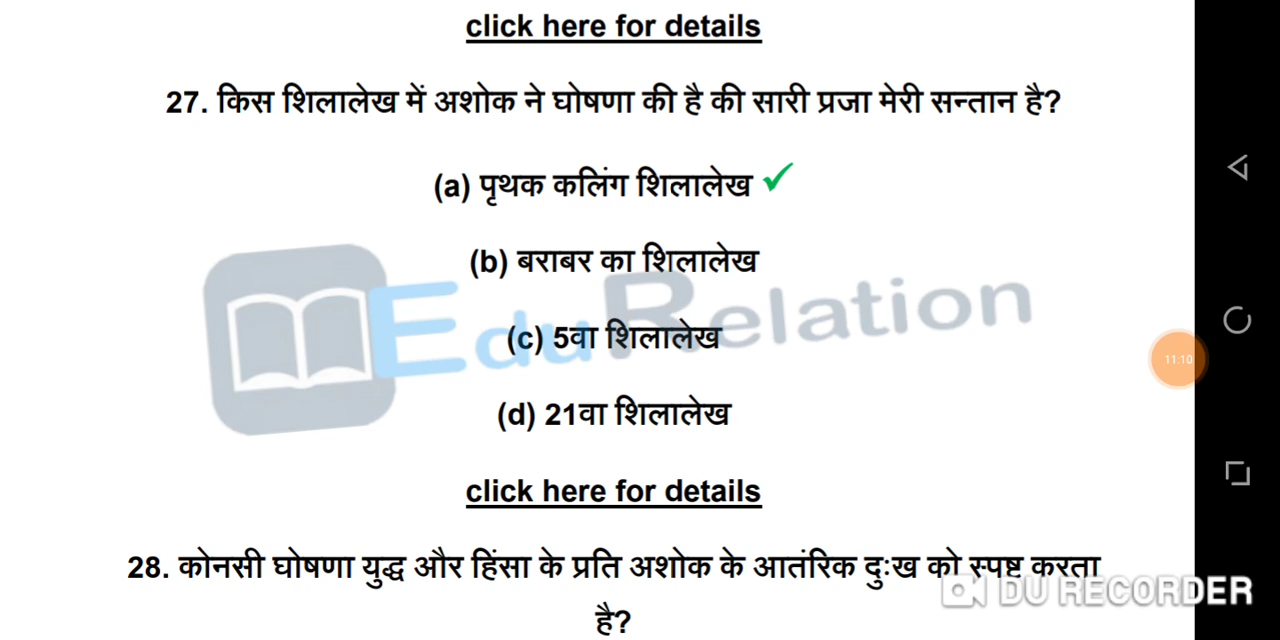 click here for details
27. किस शिलालेख में अशोक ने घोषणा की है की सारी प्रजा मेरी सन्तान है?
(a) पृथक कलिंग शिलालेख
(b) बराबर का शिलालेख
EduRelation
(c) 5वा शिलालेख
11:10
(d) 21वा शिलालेख
click here for details
28. कोनसी घोषणा युद्ध और हिंसा के प्रति अशोक के आतंरिक दुःख को स्पष्ट करता
DU RECORDER
है?